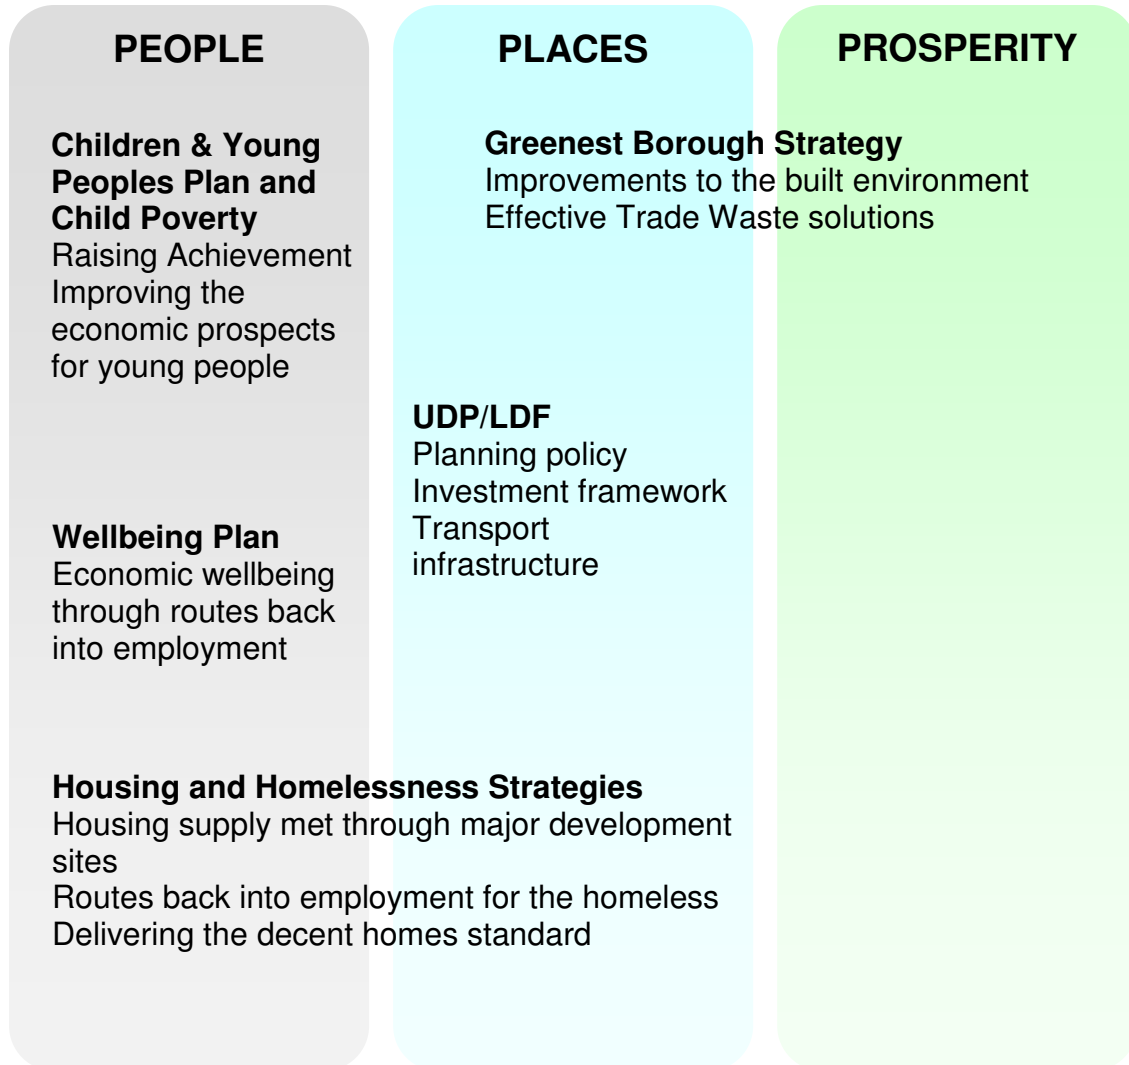 PEOPLE
PLACES
PROSPERITY
Children & Young
Peoples Plan and
Child Poverty
Raising Achievement
Improving the
economic prospects
for young people
Greenest Borough Strategy
Improvements to the built environment
Effective Trade Waste solutions
UDP/LDF
Planning policy
Investment framework
Transport
infrastructure
Wellbeing Plan
Economic wellbeing
through routes back
into employment
Housing and Homelessness Strategies
Housing supply met through major development
sites
Routes back into employment for the homeless
Delivering the decent homes standard